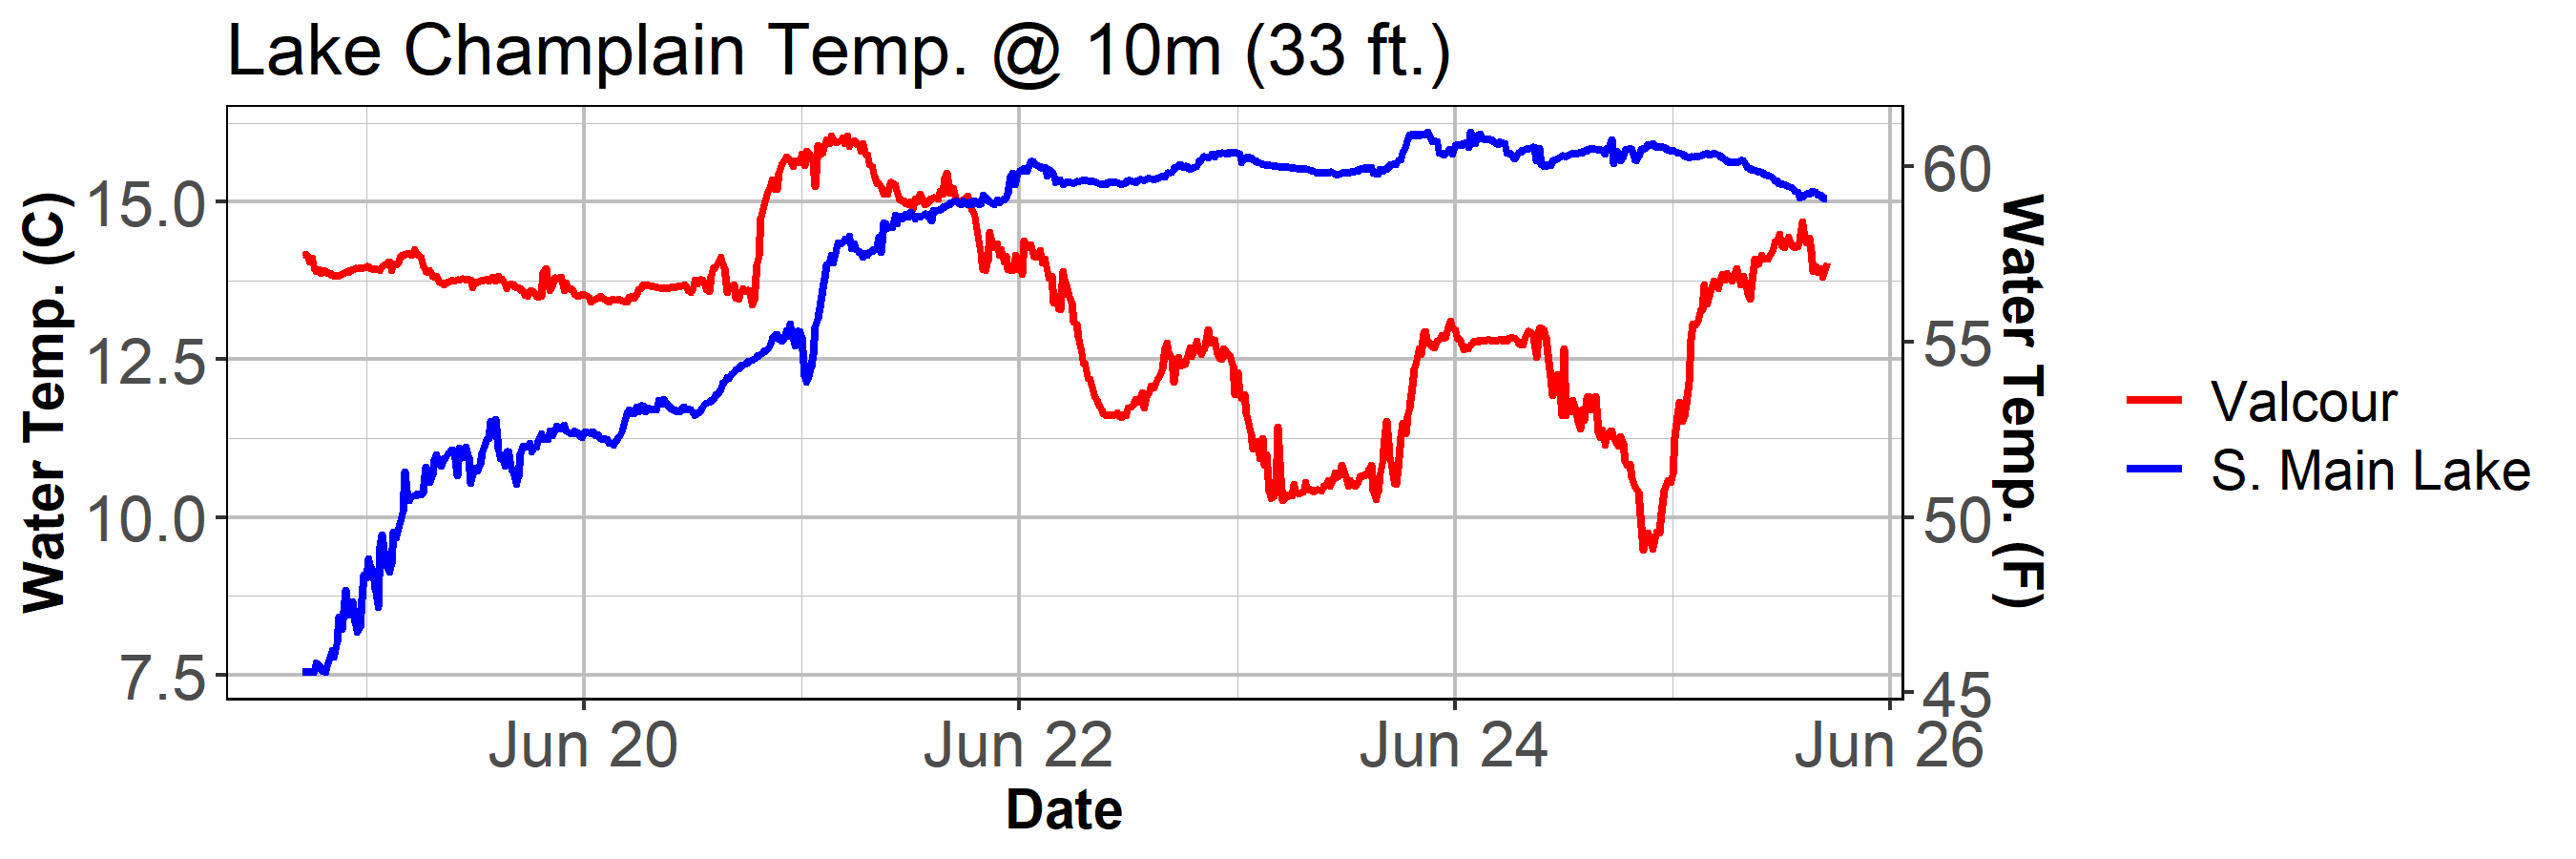 Lake Champlain Temp. @ 10m (33 ft.)
Water Temp. (C)
15.0
12.5
10.0
7.5
60
55
50
45
Water Temp. (F)
Jun 20
Jun 22
Jun 24
Jun 26
Date
Valcour
S. Main Lake